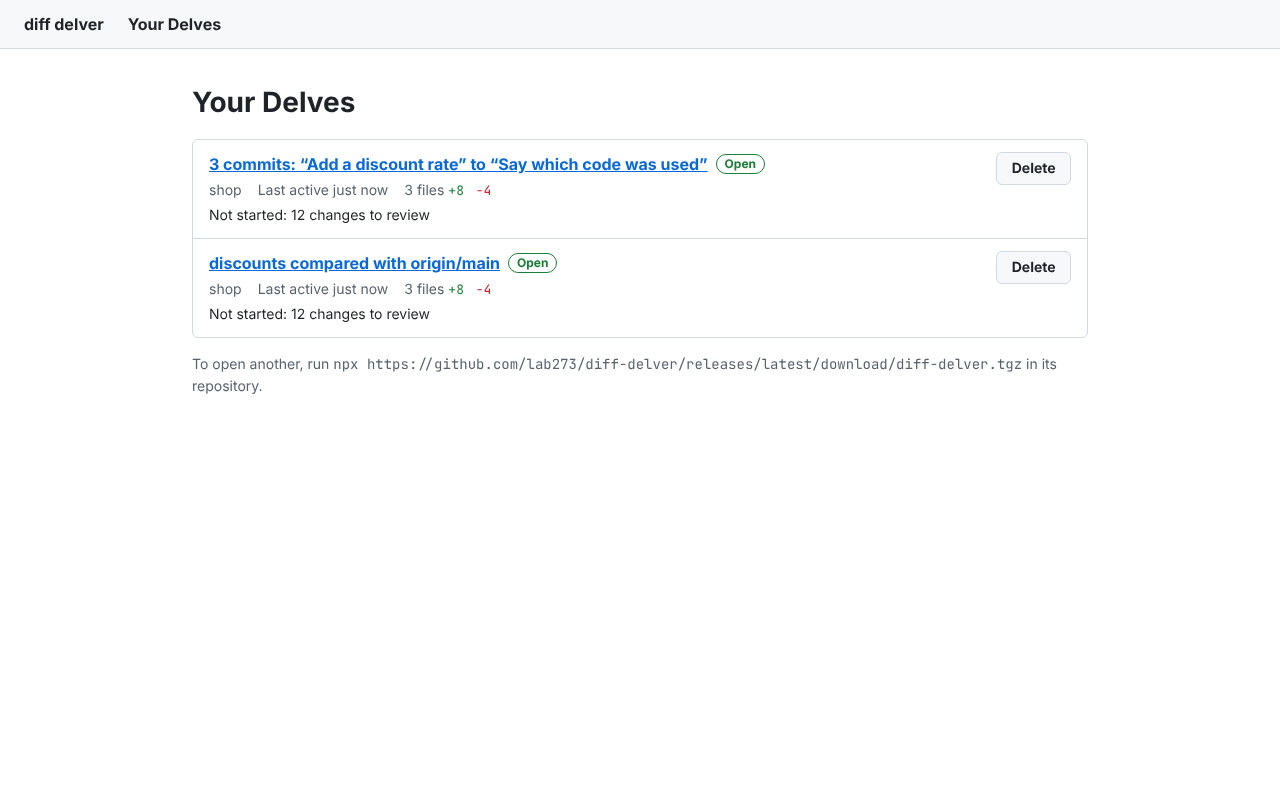 diff delver
Your Delves
Your Delves
3 commits: “Add a discount rate” to “Say which code was used”
Open
Delete
shop
Last active just now
3 files +8 -4
Not started: 12 changes to review
discounts compared with origin/main
Open
Delete
shop
Last active just now
3 files +8 -4
Not started: 12 changes to review
To open another, run npx https://github.com/lab273/diff-delver/releases/latest/download/diff-delver.tgz in its
repository.